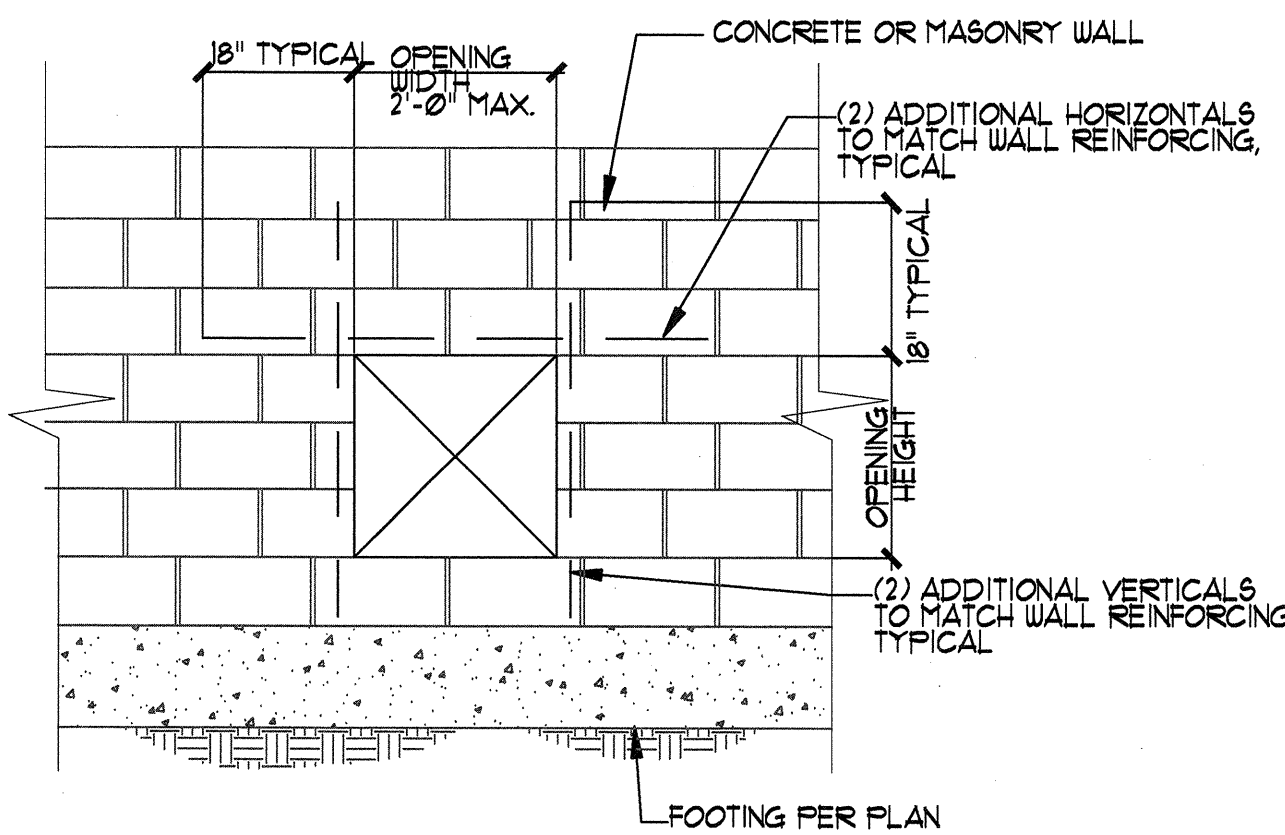 CONCRETE OR MASONRY WALL
18" TYPICAL
OPENING
WIDTH
2'-0" MAX.
(2) ADDITIONAL HORIZONTALS
TO MATCH WALL REINFORCING,
TYPICAL
18" TYPICAL
OPENING
HEIGHT
(2) ADDITIONAL VERTICALS
TO MATCH WALL REINFORCING
TYPICAL
FOOTING PER PLAN